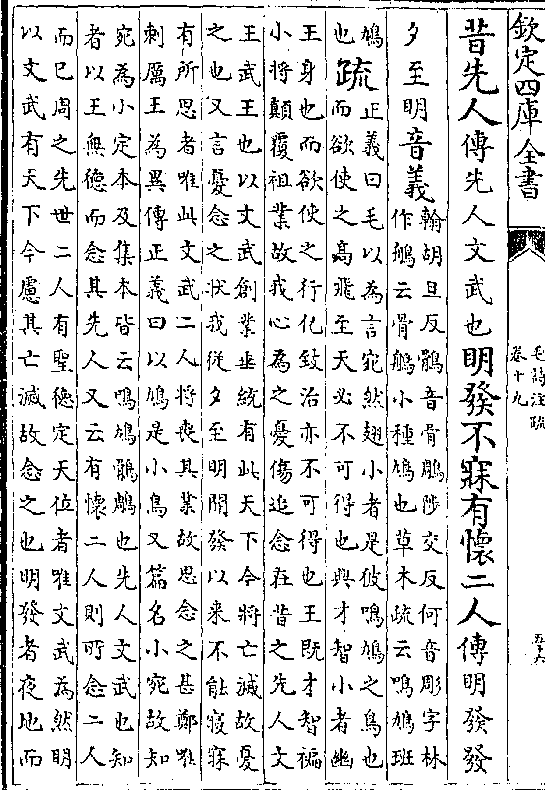 欽定四庫全書
毛詩注疏
卷十九
五十六
昔先人傳先人文武也明發不寐有懷二人傳明發發
夕至明音義
翰胡旦反鶻音骨鵰陟交反何音彫字林
作鵃云骨鵃小種鳩也草木疏云鳴鳩班
鳩
也
疏
正義曰毛以為言宛然翅小者是彼鳴鳩之鳥也
而欲使之高飛至天必不可得也興才智小者幽
王身也而欲使之行化致治亦不可得也王既才智褊
小將顛覆祖業故我心為之憂傷追念在昔之先人文
王武王也以文武創業垂統有此天下今將亡滅故憂
之也又言憂念之狀我從夕至明開發以來不能寢寐
有所思者唯此文武二人將喪其業故思念之甚鄭唯
刺厲王為異傳正義曰以鳩是小鳥又篇名小宛故知
宛為小定本及集本皆云鳴鳩鶻鵰也先人文武也知
者以王無德而念其先人又云有懷二人則所念二人
而已周之先世二人有聖德定天位者唯文武為然明
以文武有天下今慮其亡滅故念之也明發者夜地而